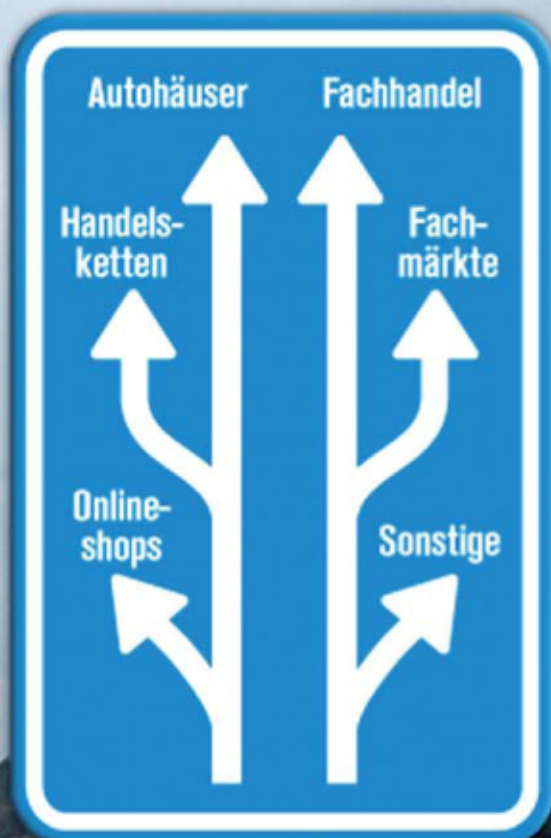 Autohäuser Fachhandel
Handels-
ketten
Fach-
märkte
Online-
shops
Sonstige